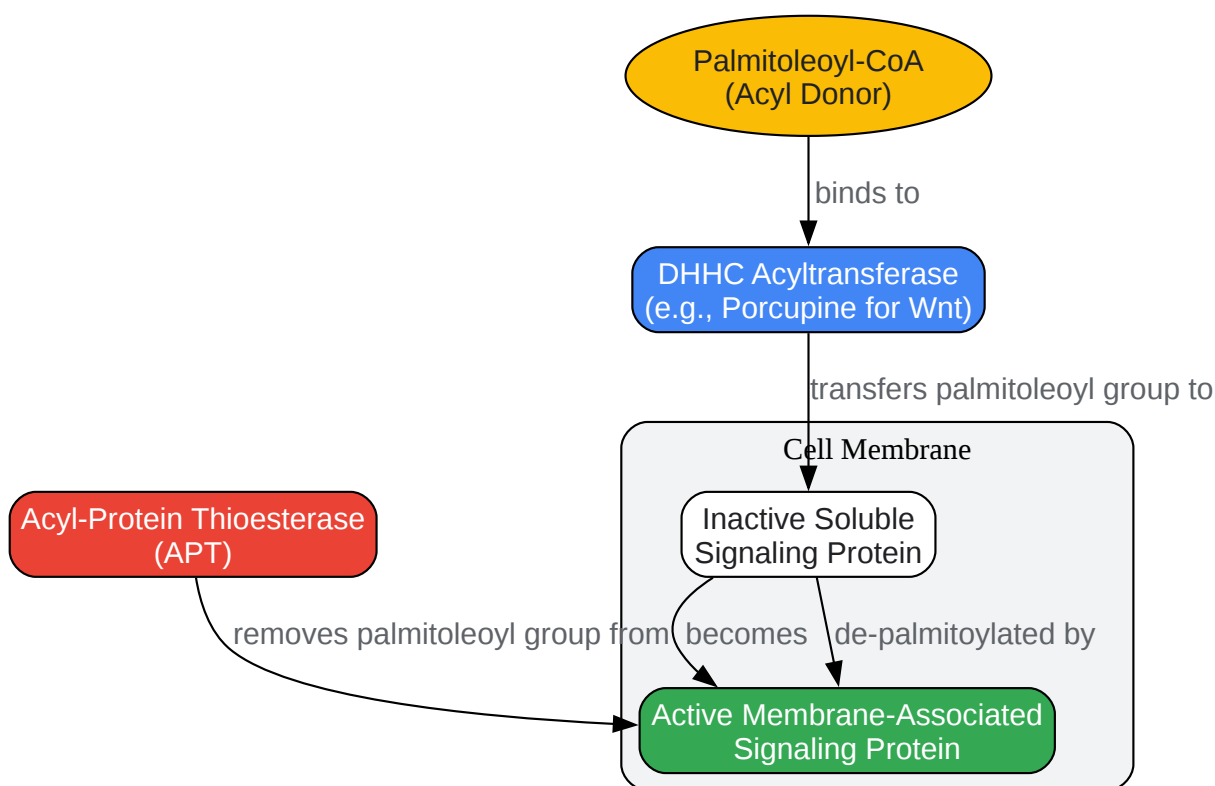 Palmitoleoyl-CoA
(Acyl Donor)
binds to
DHHC Acyltransferase
(e.g., Porcupine for Wnt)
transfers palmitoleoyl group to
Cell Membrane
Acyl-Protein Thioesterase
(APT)
Inactive Soluble
Signaling Protein
removes palmitoleoyl group from
becomes
de-palmitoylated by
Active Membrane-Associated
Signaling Protein